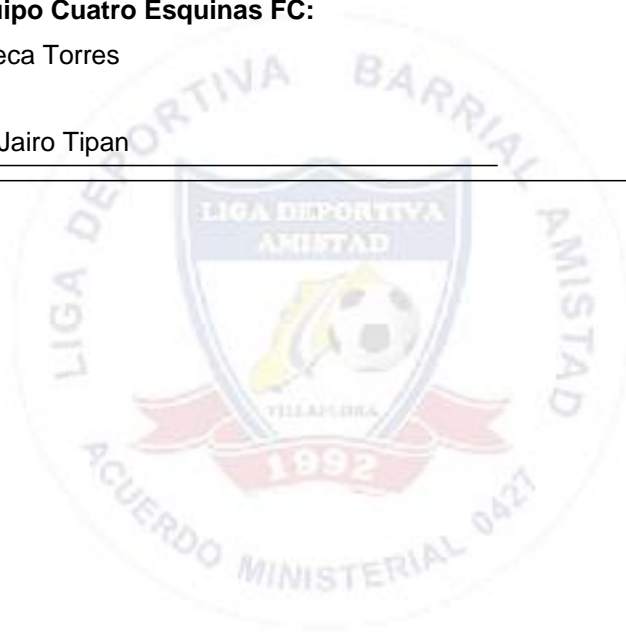 uipo Cuatro Esquinas FC:
eca Torres
Jairo Tipan
LIGA DEPORTIVA BARRIAL AMISTAD
LIGA DEPORTIVA
AMISTAD
VILLAFLORA
1992
ACUERDO MINISTERIAL 0427